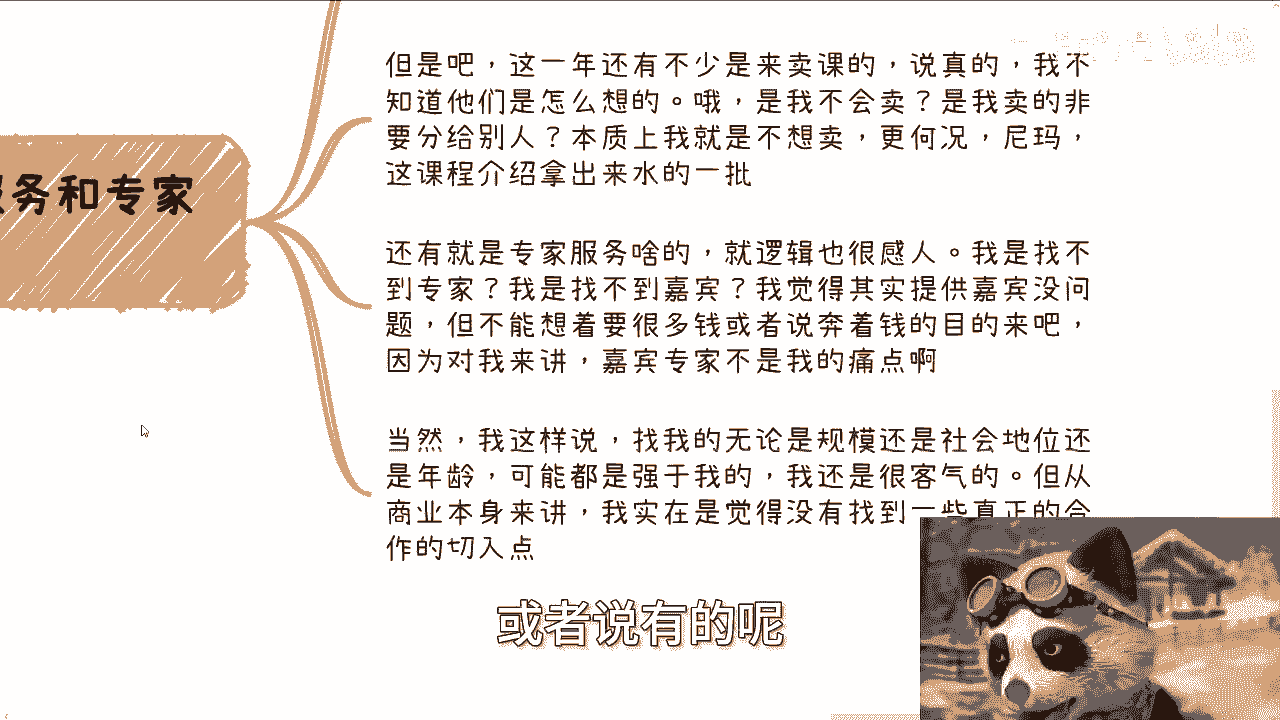 但是吧，这一年还有不少是来卖课的，说真的，我不
知道他们是怎么想的。哦，是我不会卖？是我卖的非
要分给别人？本质上我就是不想卖，更何况，尼玛，
这课程介绍拿出来水的一批
服务和专家
还有就是专家服务啥的，就逻辑也很感人。我是找不
到专家？我是找不到嘉宾？我觉得其实提供嘉宾没问
题，但不能想着要很多钱或者说奔着钱的目的来吧，
因为对我来讲，嘉宾专家不是我的痛点啊
当然，我这样说，找我的无论是规模还是社会地位还
是年龄，可能都是强于我的，我还是很客气的。但从
商业本身来讲，我实在是觉得没有找到一些真正的合
作的切入点
或者说有的呢